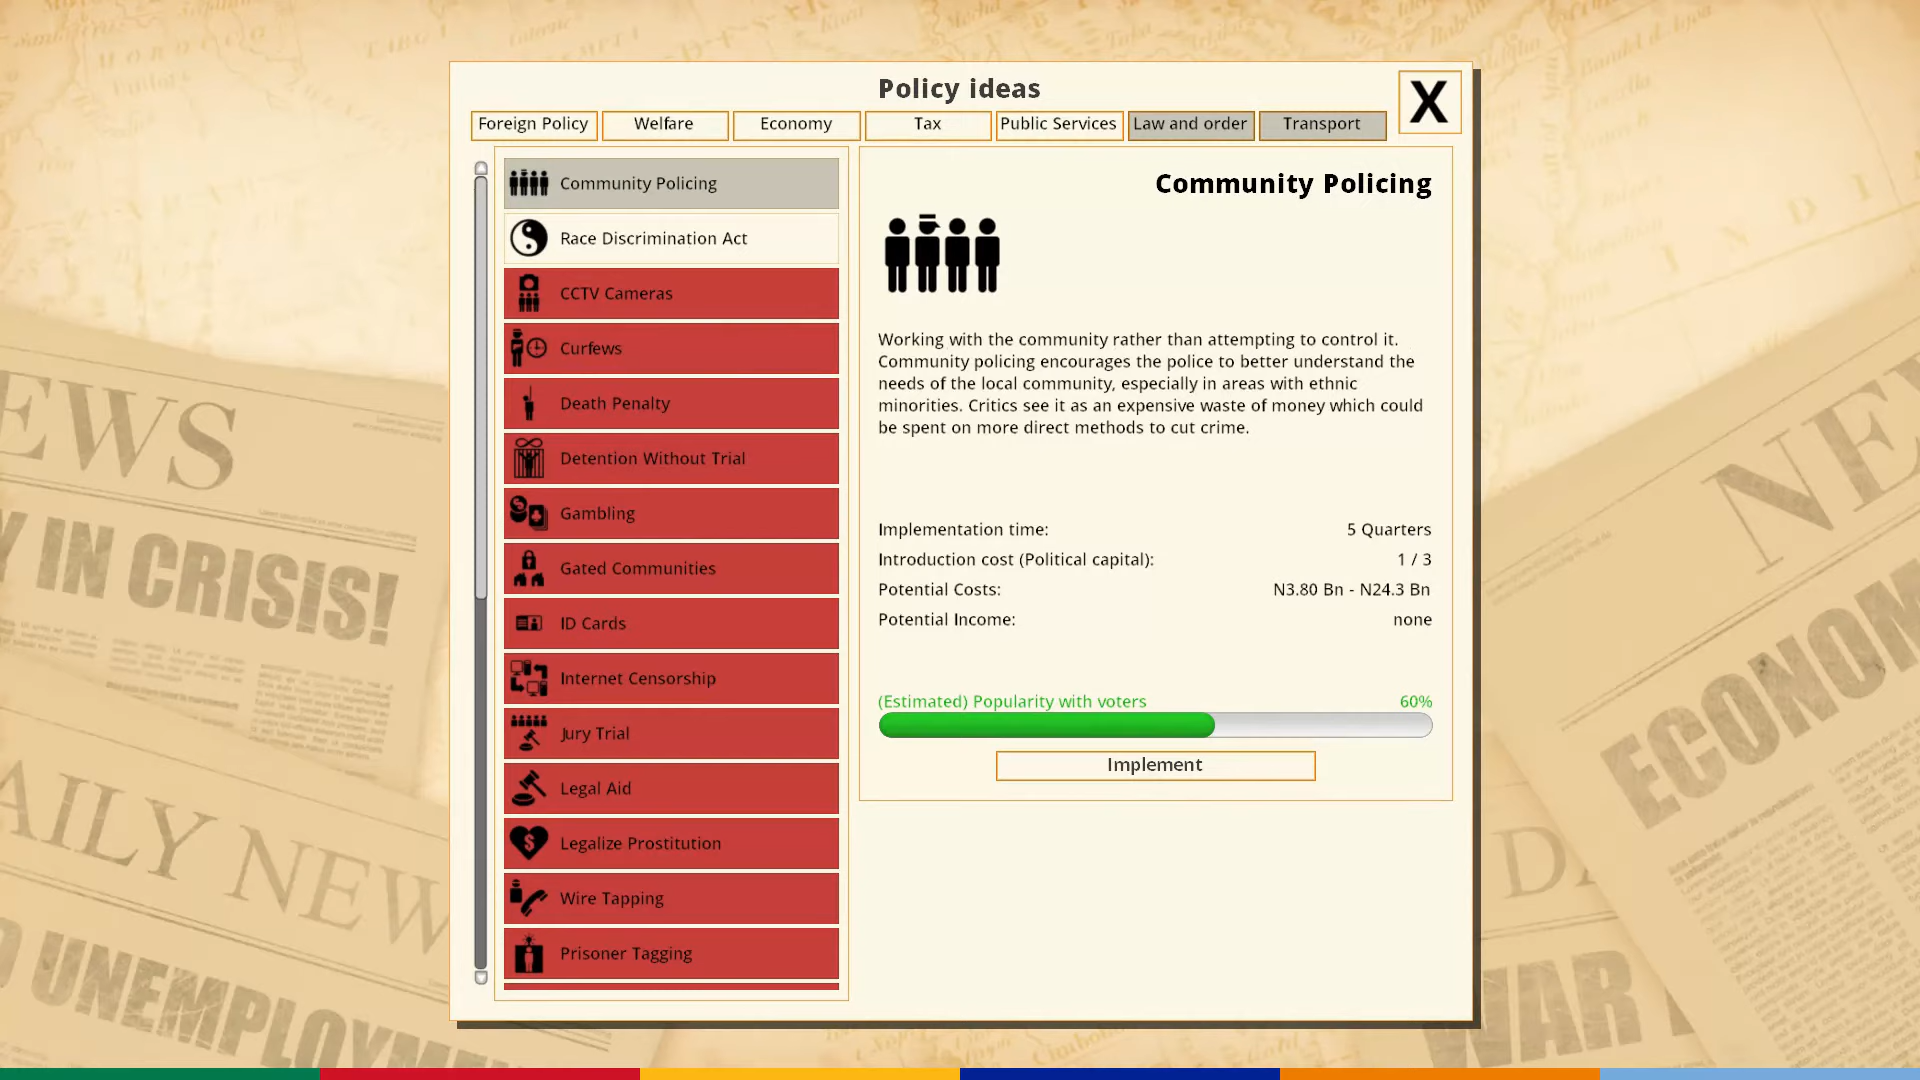 Policy ideas
X
Foreign Policy
Welfare
Economy
Tax
Public Services
Law and order
Transport
Community Policing
Race Discrimination Act
CCTV Cameras
Curfews
Death Penalty
Detention Without Trial
Gambling
Gated Communities
ID Cards
Internet Censorship
Jury Trial
Legal Aid
Legalize Prostitution
Wire Tapping
Prisoner Tagging
Community Policing
Working with the community rather than attempting to control it.
Community policing encourages the police to better understand the
needs of the local community, especially in areas with ethnic
minorities. Critics see it as an expensive waste of money which could
be spent on more direct methods to cut crime.
Implementation time: 5 Quarters
Introduction cost (Political capital): 1 / 3
Potential Costs: N3.80 Bn - N24.3 Bn
Potential Income: none
(Estimated) Popularity with voters 60%
Implement
EWS
Y IN CRISIS!
AILY NEW
UNEMPLOYME
NE
ECONOM
DA
WAR